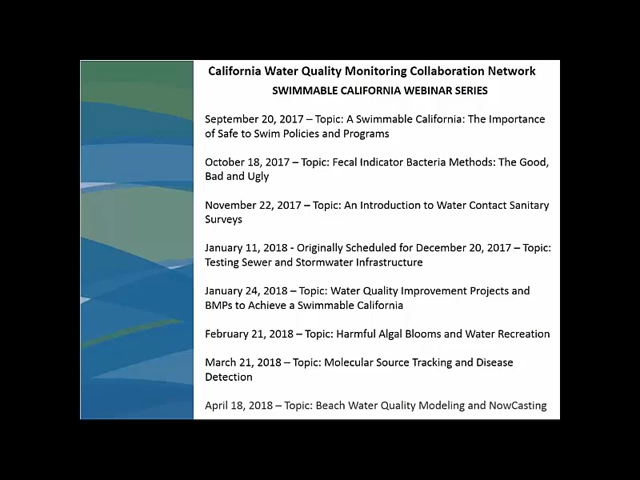 California Water Quality Monitoring Collaboration Network
SWIMMABLE CALIFORNIA WEBINAR SERIES
September 20, 2017 – Topic: A Swimmable California: The Importance
of Safe to Swim Policies and Programs
October 18, 2017 – Topic: Fecal Indicator Bacteria Methods: The Good,
Bad and Ugly
November 22, 2017 – Topic: An Introduction to Water Contact Sanitary
Surveys
January 11, 2018 - Originally Scheduled for December 20, 2017 – Topic:
Testing Sewer and Stormwater Infrastructure
January 24, 2018 – Topic: Water Quality Improvement Projects and
BMPs to Achieve a Swimmable California
February 21, 2018 – Topic: Harmful Algal Blooms and Water Recreation
March 21, 2018 – Topic: Molecular Source Tracking and Disease
Detection
April 18, 2018 – Topic: Beach Water Quality Modeling and NowCasting